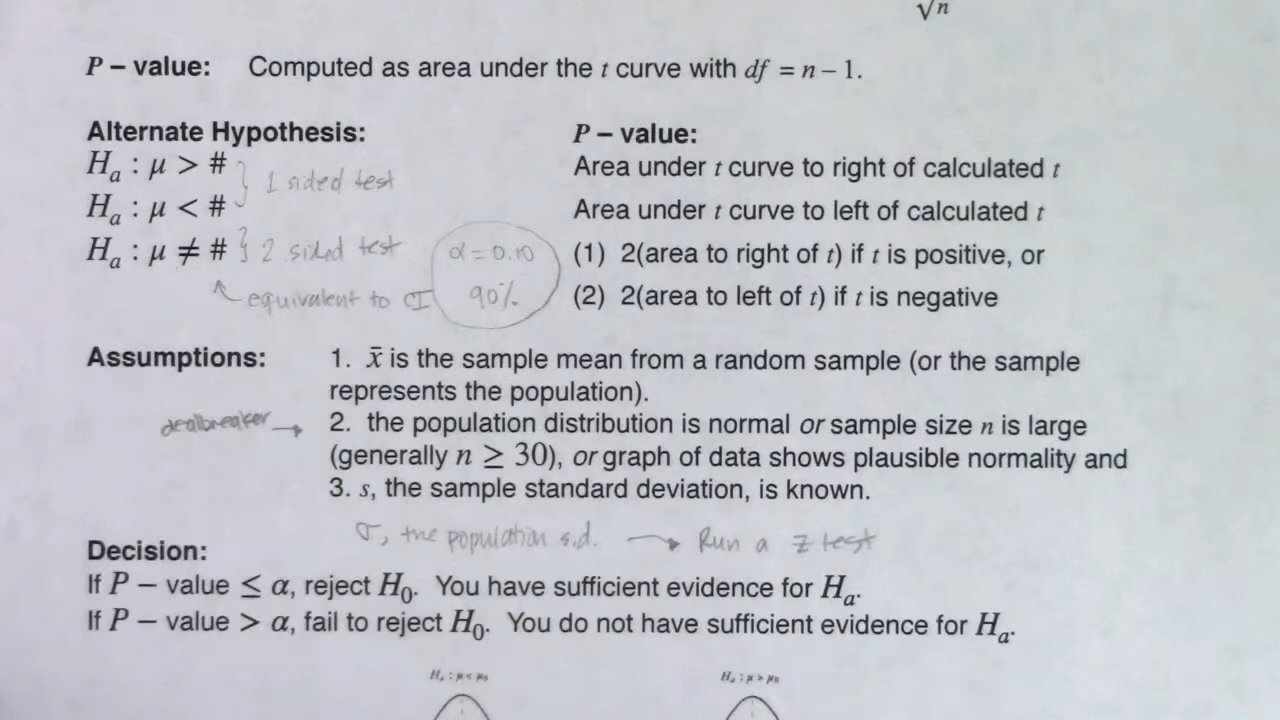 √n
P – value: Computed as area under the t curve with df = n – 1.
Alternate Hypothesis: P – value:
Hₐ : μ > # Area under t curve to right of calculated t
1 sided test
Hₐ : μ < # Area under t curve to left of calculated t
Hₐ : μ ≠ # 2 sided test α = 0.10 (1) 2(area to right of t) if t is positive, or
equivalent to CI 90% (2) 2(area to left of t) if t is negative
Assumptions: 1. x̄ is the sample mean from a random sample (or the sample
represents the population).
dealbreaker → 2. the population distribution is normal or sample size n is large
(generally n ≥ 30), or graph of data shows plausible normality and
3. s, the sample standard deviation, is known.
σ, the population s.d. → Run a z test
Decision:
If P – value ≤ α, reject H₀. You have sufficient evidence for Hₐ.
If P – value > α, fail to reject H₀. You do not have sufficient evidence for Hₐ.
Hₐ : μ < μ₀ Hₐ : μ > μ₀